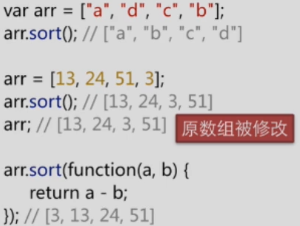 var arr = ["a", "d", "c", "b"];
arr.sort(); // ["a", "b", "c", "d"]
arr = [13, 24, 51, 3];
arr.sort(); // [13, 24, 3, 51]
arr; // [13, 24, 3, 51] 原数组被修改
arr.sort(function(a, b) {
return a - b;
}); // [3, 13, 24, 51]